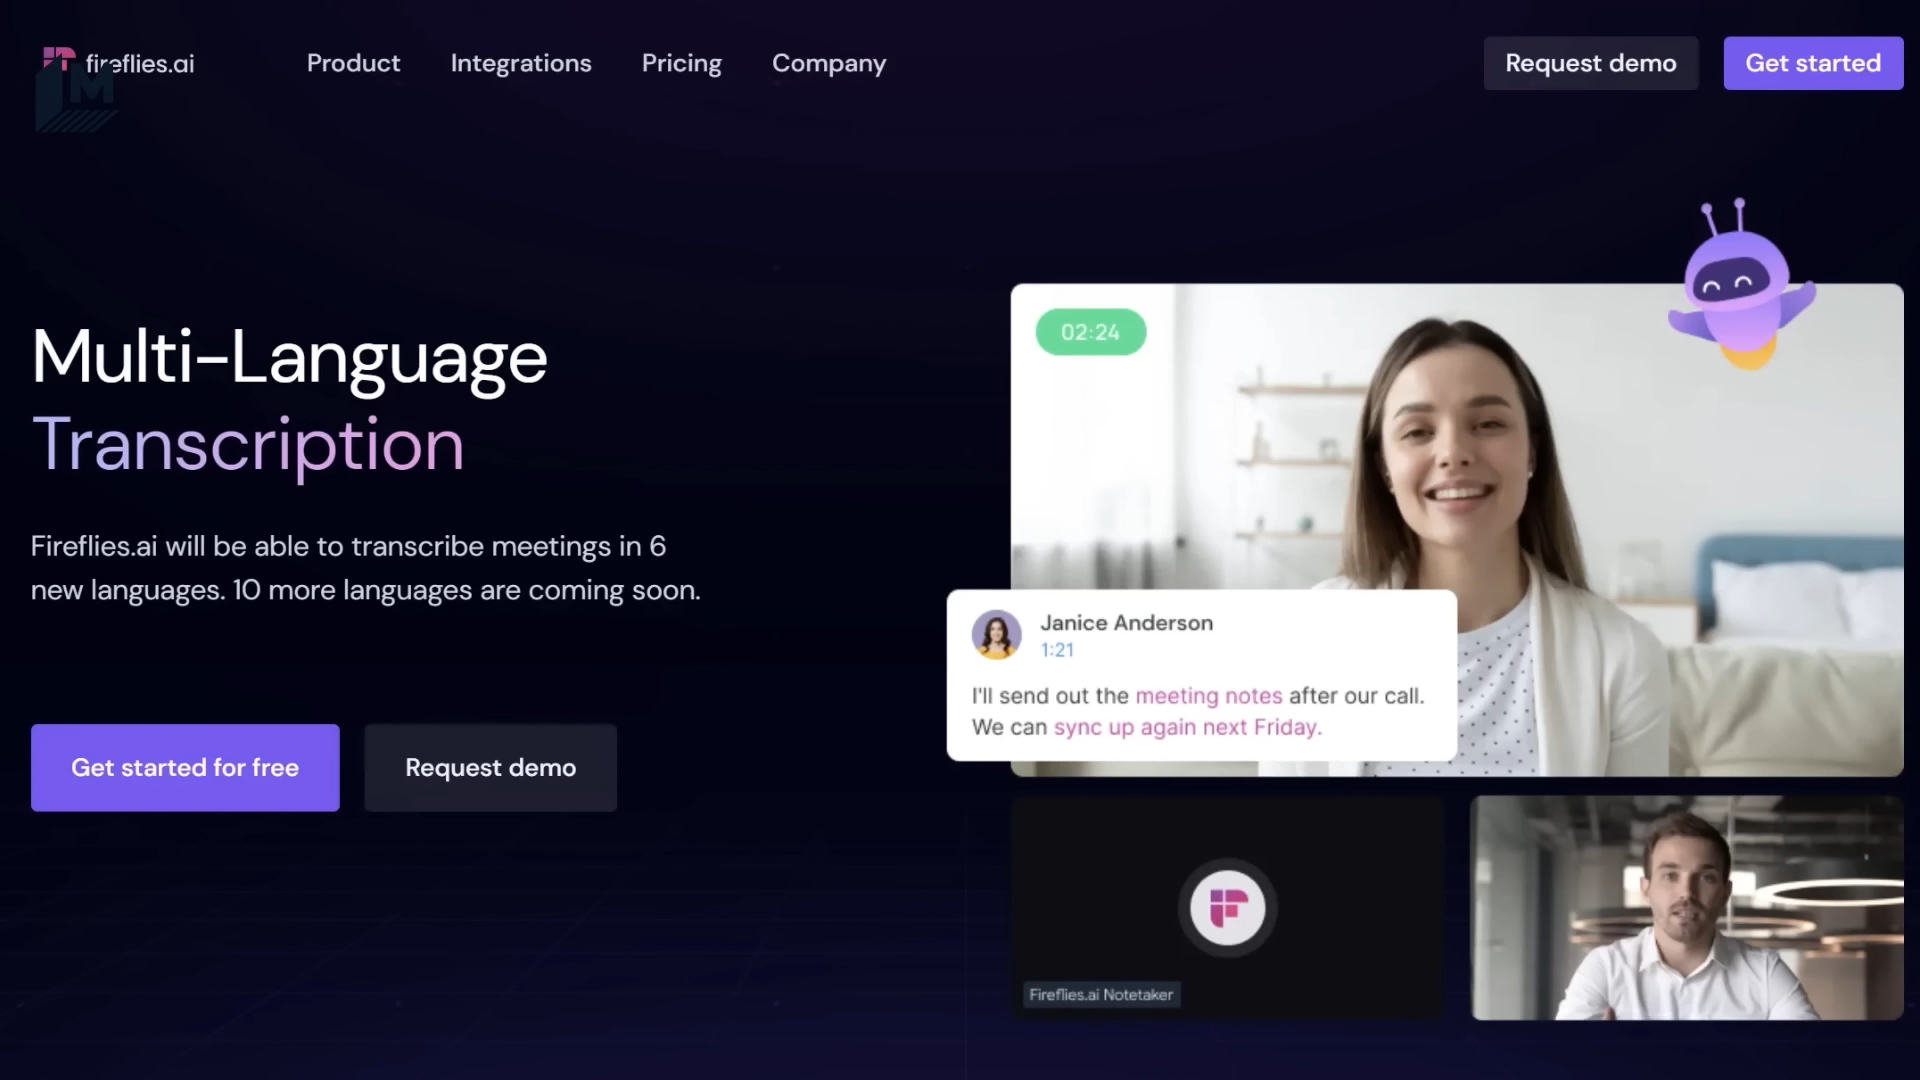 fireflies.ai
Product
Integrations
Pricing
Company
Request demo
Get started
Multi-Language
Transcription
Fireflies.ai will be able to transcribe meetings in 6
new languages. 10 more languages are coming soon.
Get started for free
Request demo
02:24
Janice Anderson
1:21
I'll send out the meeting notes after our call.
We can sync up again next Friday.
Fireflies.ai Notetaker
M